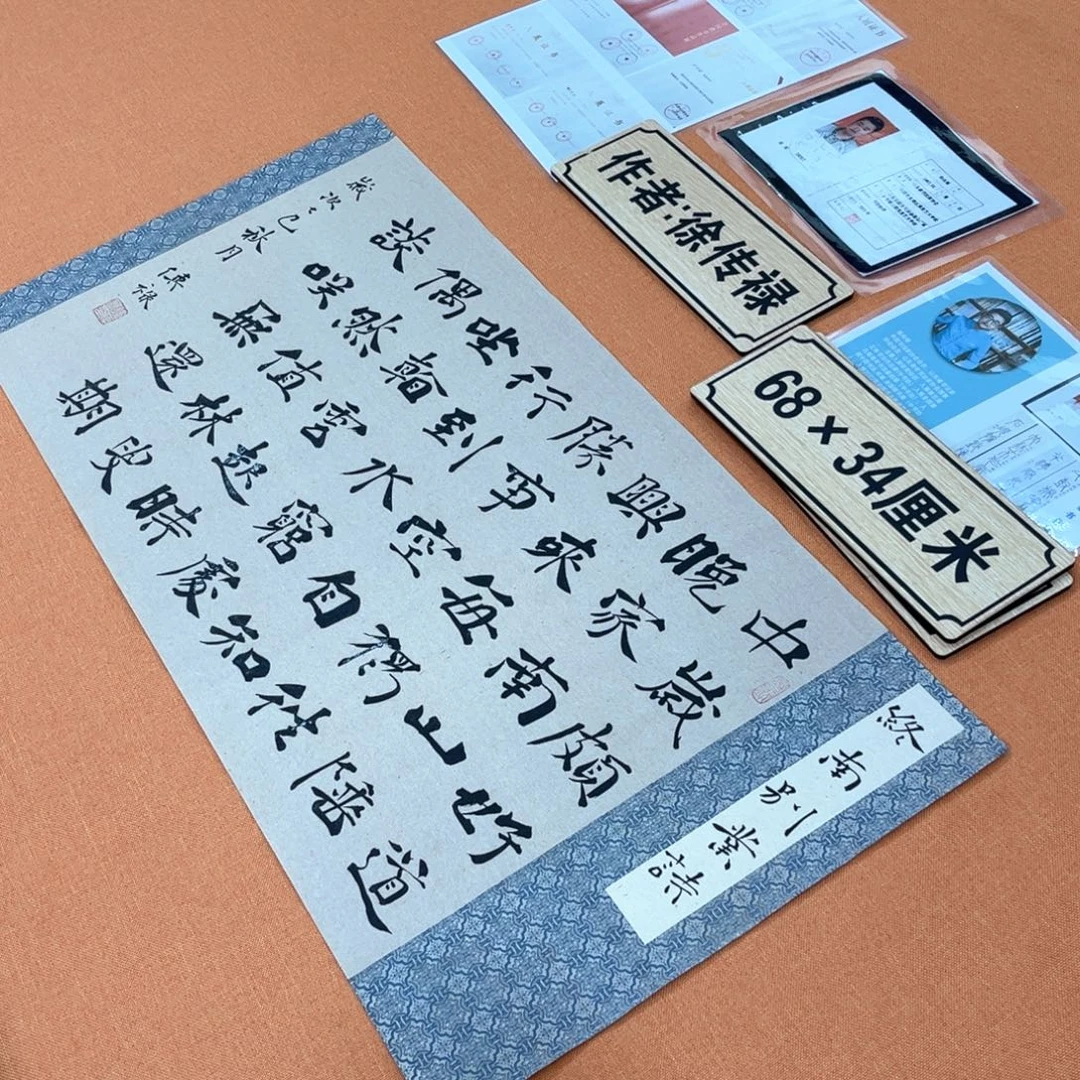 終南別業詩
中歲頗好道
晚家南山陲
興來每獨往
勝事空自知
行到水窮處
坐看雲起時
偶然值林叟
談咲無還期
歲次乙巳秋月
傳祿
作者:徐传禄
68×34厘米